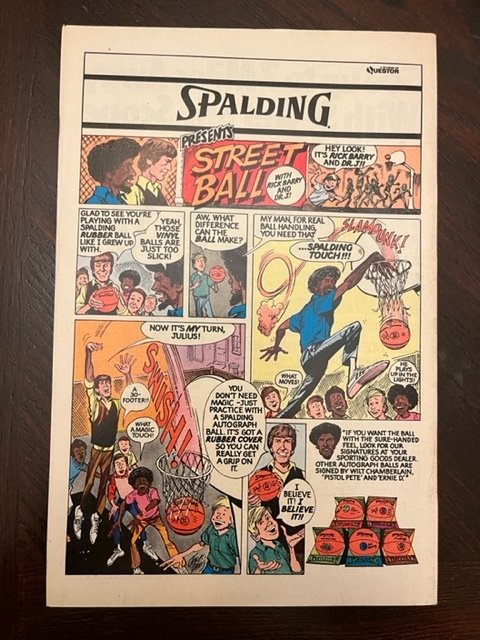 QUESTOR
SPALDING
PRESENTS
STREET
BALL
WITH
RICK BARRY
AND
DR.J!
HEY LOOK!
IT'S RICK BARRY
AND DR.J!
GLAD TO SEE YOU'RE
PLAYING WITH A
SPALDING
RUBBER BALL
LIKE I GREW UP
WITH.
YEAH,
THOSE
VINYL
BALLS ARE
JUST TOO
SLICK!
AW, WHAT
DIFFERENCE
CAN THE
BALL MAKE?
MY MAN, FOR REAL
BALL HANDLING,
YOU NEED THAT
...SPALDING
TOUCH!!!
SLAM DUNK!
WHAT
MOVES!
HE
PLAYS
UP IN THE
LIGHTS!
NOW IT'S MY TURN,
JULIUS!
A
30-
FOOTER!!
WHAT
A MAGIC
TOUCH!
SWISH!
YOU
DON'T NEED
MAGIC -JUST
PRACTICE WITH
A SPALDING
AUTOGRAPH
BALL. IT'S GOT A
RUBBER COVER
SO YOU CAN
REALLY GET
A GRIP ON
IT.
I
BELIEVE
IT! I
BELIEVE
IT!!
"IF YOU WANT THE BALL
WITH THE SURE-HANDED
FEEL, LOOK FOR OUR
SIGNATURES AT YOUR
SPORTING GOODS DEALER.
OTHER AUTOGRAPH BALLS ARE
SIGNED BY WILT CHAMBERLAIN,
"PISTOL PETE" AND "ERNIE D."